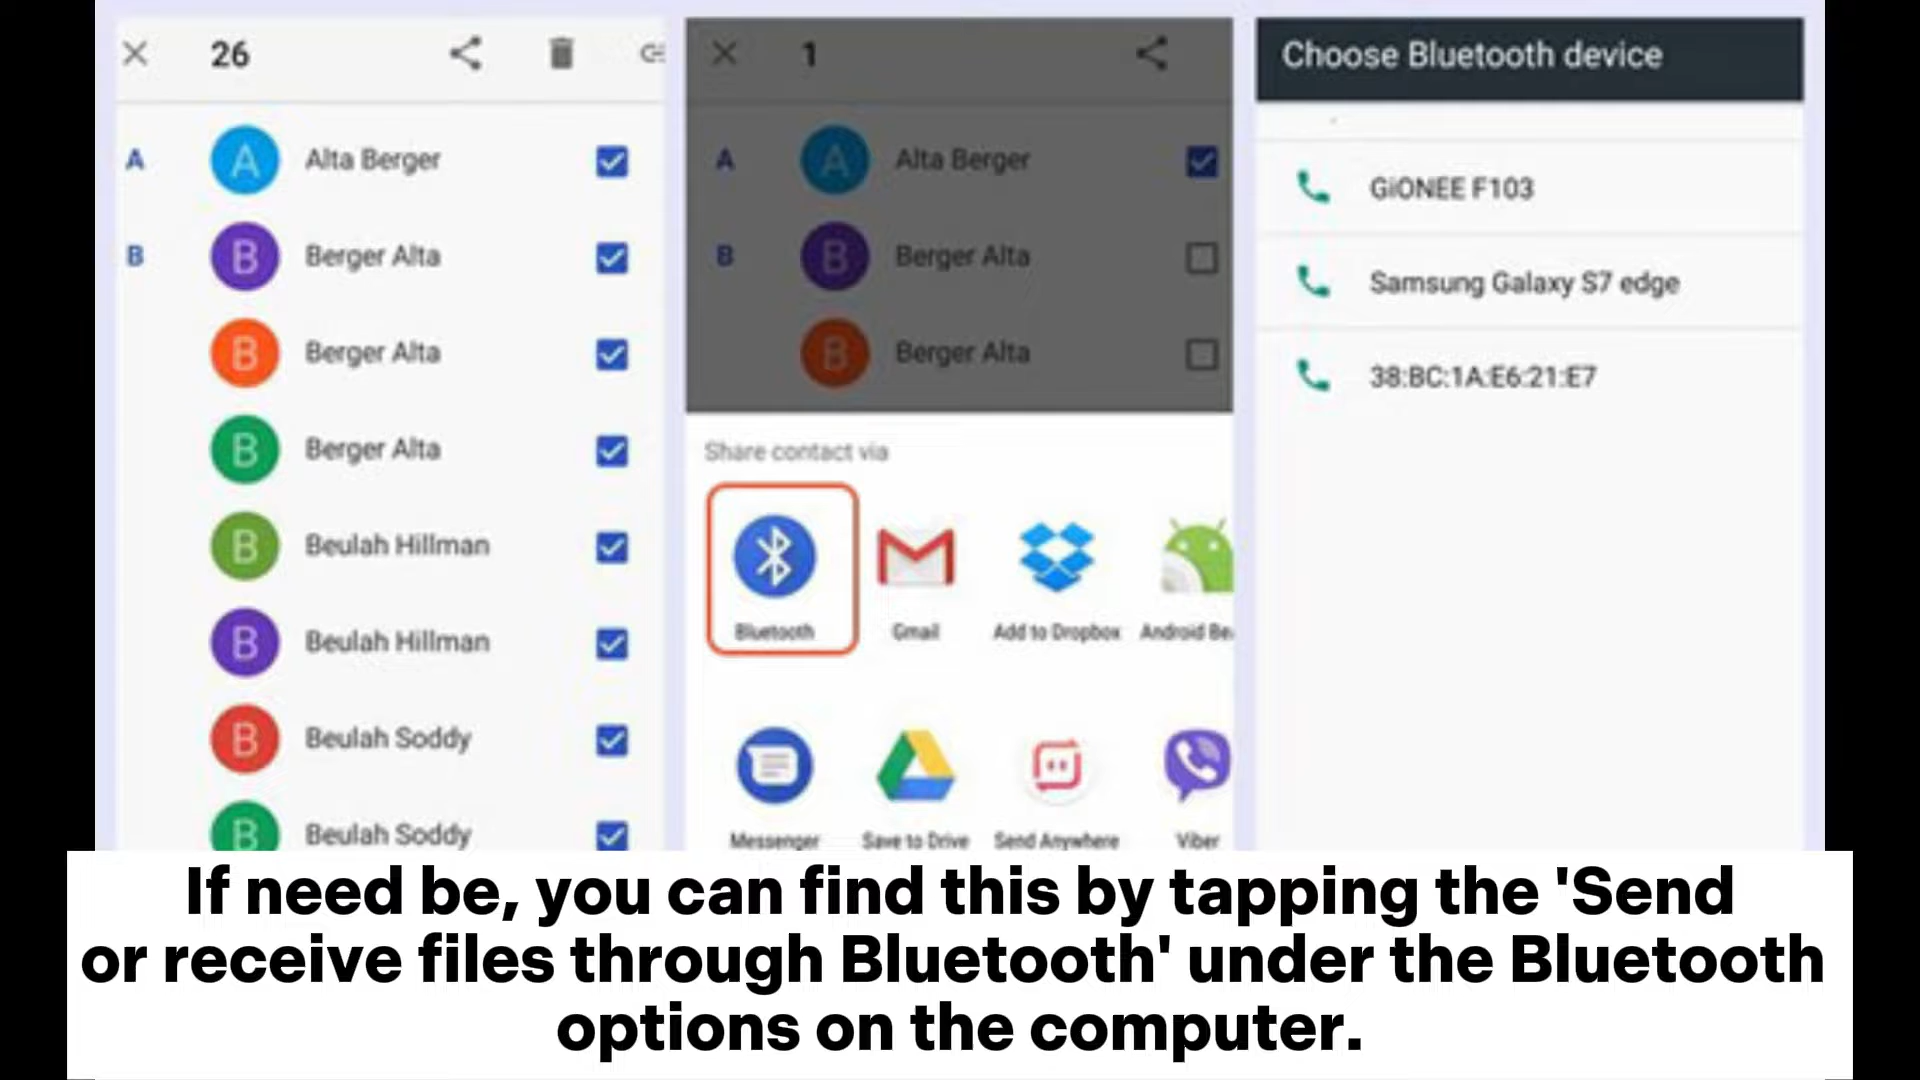 26
A
A
Alta Berger
B
B
Berger Alta
B
Berger Alta
B
Berger Alta
B
Beulah Hillman
B
Beulah Hillman
B
Beulah Soddy
B
Beulah Soddy
1
A
A
Alta Berger
B
B
Berger Alta
B
Berger Alta
Share contact via
Bluetooth
Gmail
Add to Dropbox
Android Be
Messenger
Save to Drive
Send Anywhere
Viber
Choose Bluetooth device
GiONEE F103
Samsung Galaxy S7 edge
38:BC:1A:E6:21:E7
If need be, you can find this by tapping the 'Send
or receive files through Bluetooth' under the Bluetooth
options on the computer.